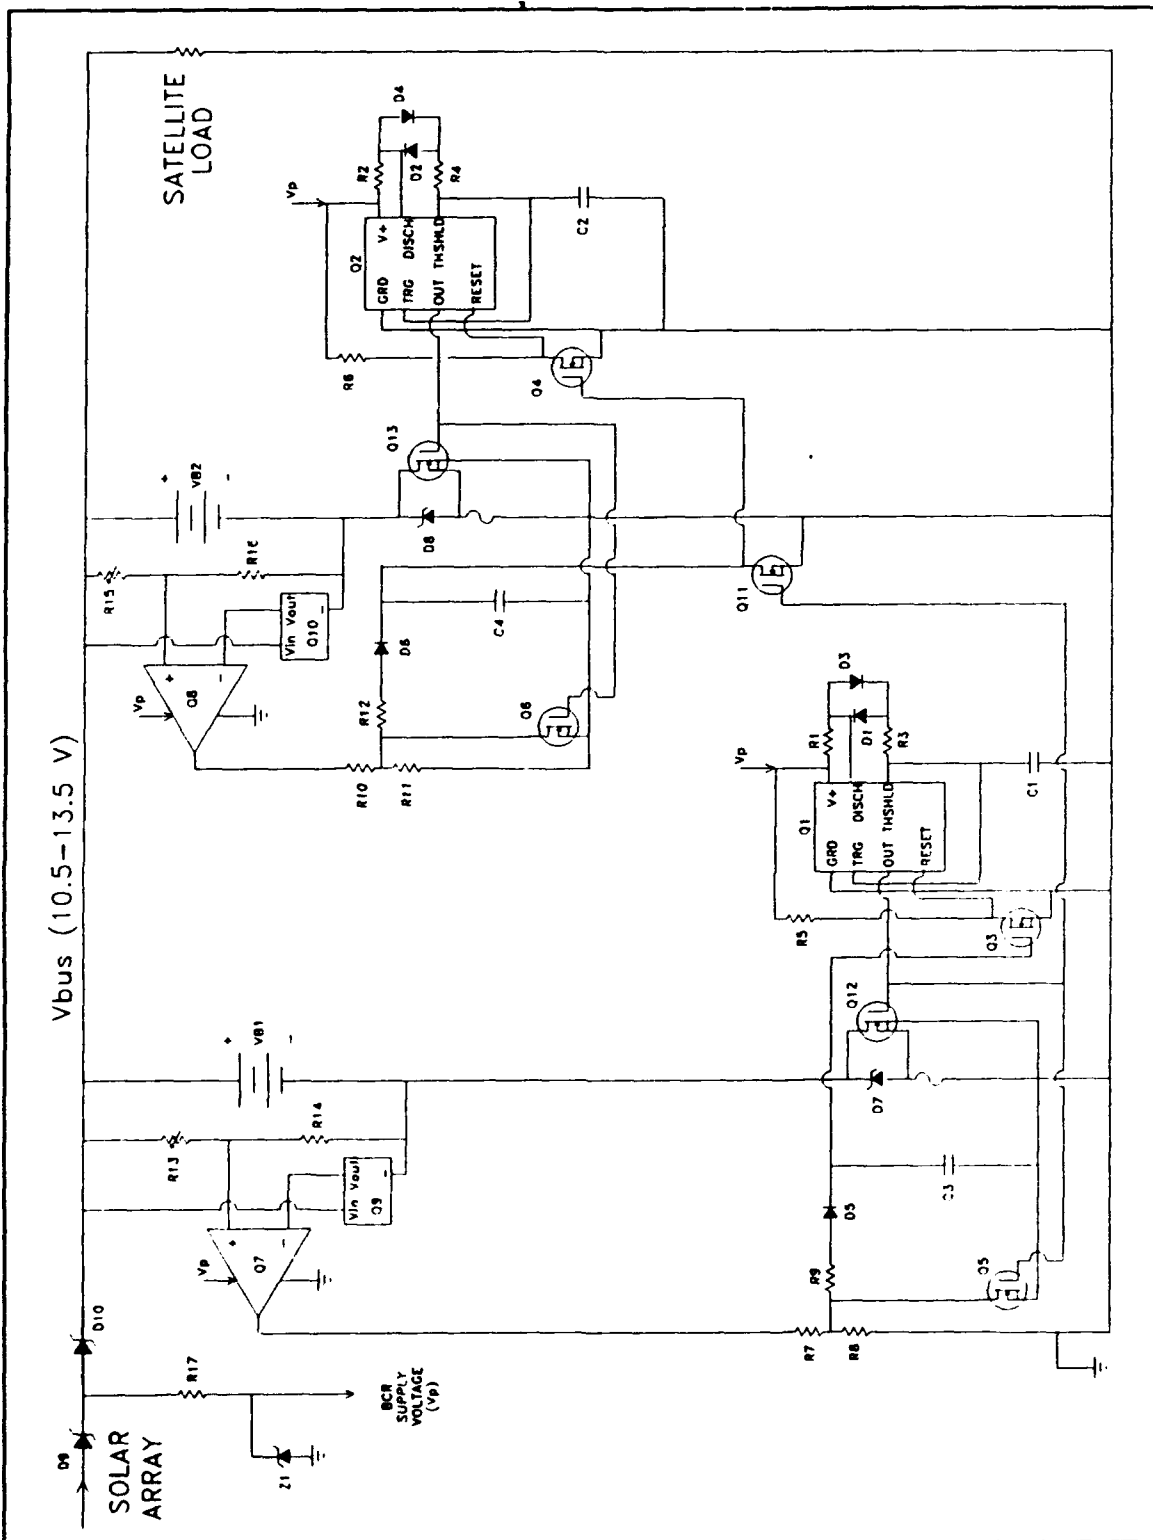 Vbus (10.5-13.5 V)
SATELLITE
LOAD
SOLAR
ARRAY
D9
D10
R17
Z1
BCR
SUPPLY
VOLTAGE
(Vp)
Vp
Q7
+
-
R13
R14
Vin Vout
Q9
-
+
VB1
-
R7
R8
R9
D5
C3
Q5
D7
Q12
R5
Q3
Vp
Q1
GRD
TRG
OUT
RESET
V+
DISCH
THSHLD
R1
D1
R3
D3
C1
Vp
Q8
+
-
R15
R16
Vin Vout
Q10
-
+
VB2
-
R10
R11
R12
D6
C4
Q6
D8
Q13
Q11
R6
Q4
Vp
Q2
GRD
TRG
OUT
RESET
V+
DISCH
THSHLD
R2
D2
R4
D4
C2